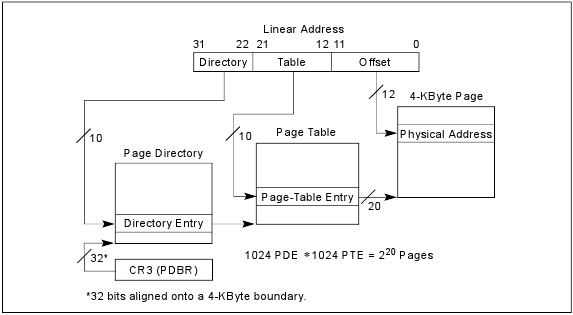 Linear Address
31 22 21 12 11 0
Directory Table Offset
12
4-KByte Page
10
10
Page Table
Physical Address
Page Directory
Page-Table Entry
20
Directory Entry
32*
1024 PDE *1024 PTE = 2²⁰ Pages
CR3 (PDBR)
*32 bits aligned onto a 4-KByte boundary.